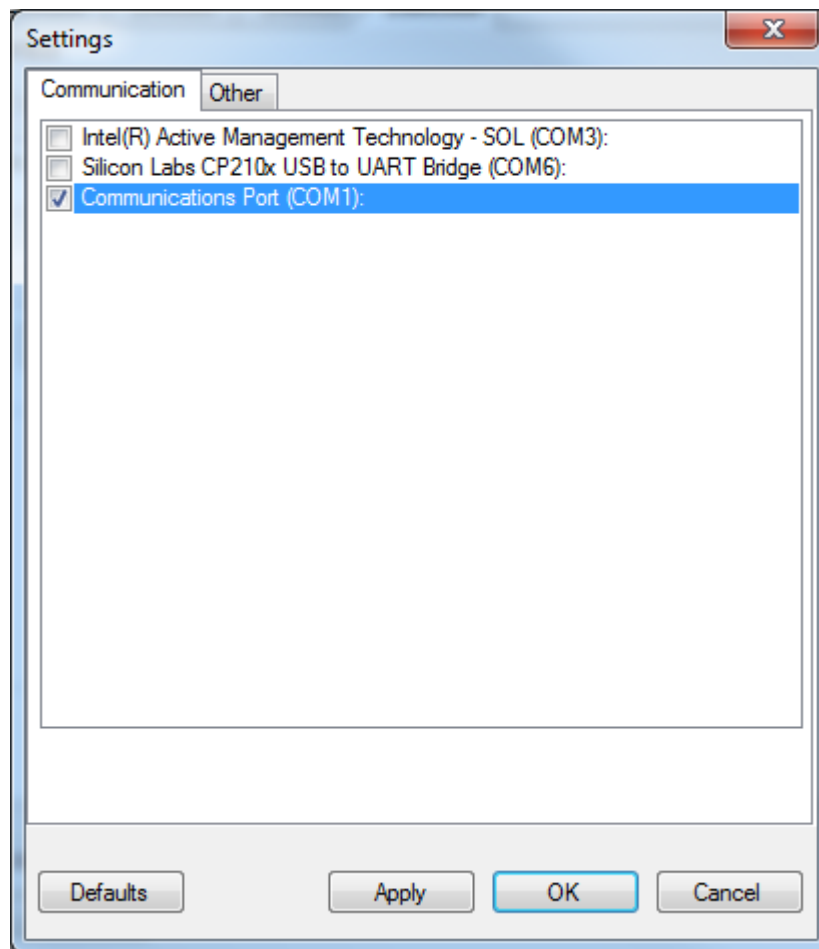 Settings
Communication Other
Intel(R) Active Management Technology - SOL (COM3):
Silicon Labs CP210x USB to UART Bridge (COM6):
Communications Port (COM1):
Defaults Apply OK Cancel